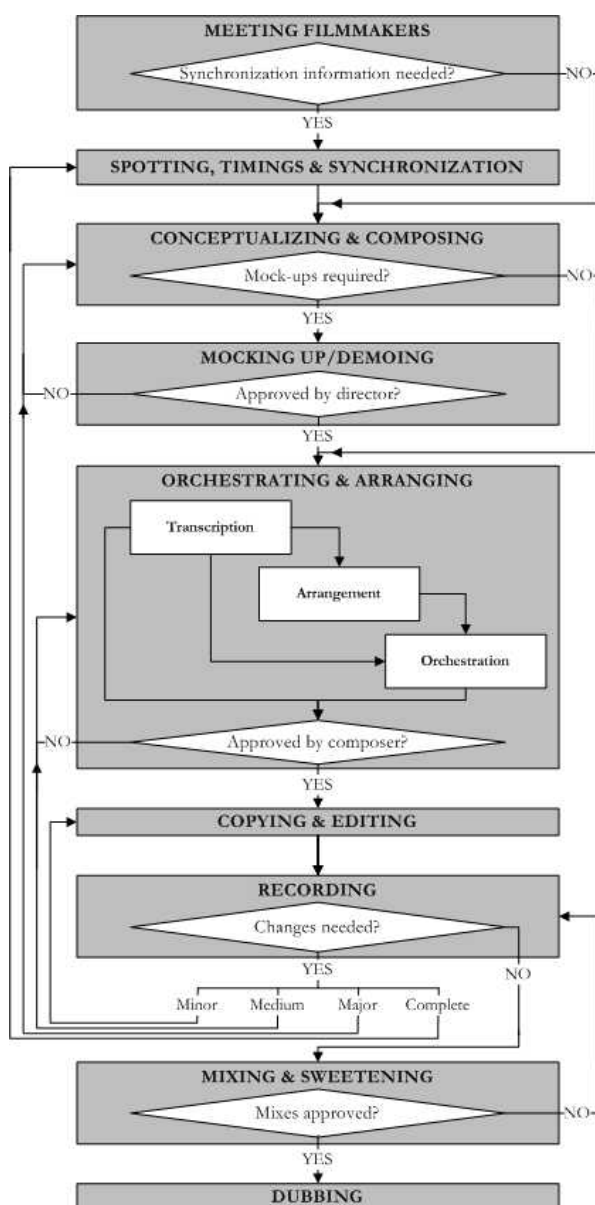 MEETING FILMMAKERS
Synchronization information needed?
NO
YES
SPOTTING, TIMINGS & SYNCHRONIZATION
CONCEPTUALIZING & COMPOSING
Mock-ups required?
NO
YES
MOCKING UP/DEMOING
NO
Approved by director?
YES
ORCHESTRATING & ARRANGING
Transcription
Arrangement
Orchestration
NO
Approved by composer?
YES
COPYING & EDITING
RECORDING
Changes needed?
YES
NO
Minor Medium Major Complete
MIXING & SWEETENING
Mixes approved?
NO
YES
DUBBING